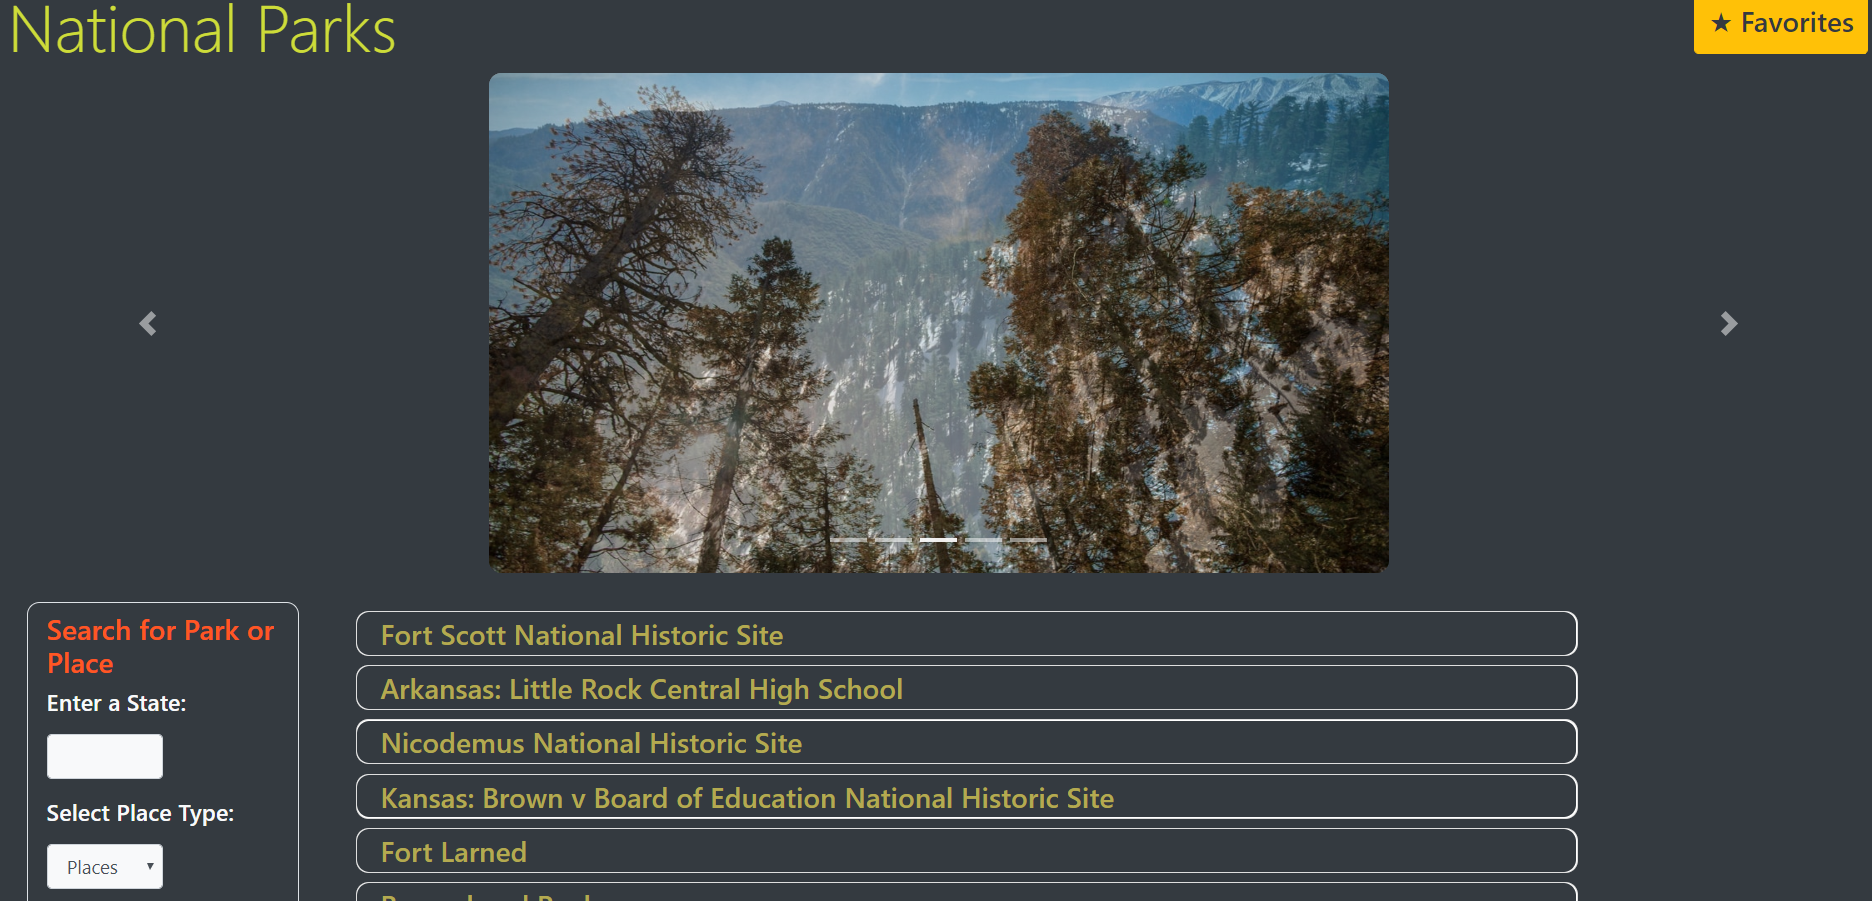 National Parks
★ Favorites
Search for Park or
Place
Enter a State:
Select Place Type:
Places
Fort Scott National Historic Site
Arkansas: Little Rock Central High School
Nicodemus National Historic Site
Kansas: Brown v Board of Education National Historic Site
Fort Larned